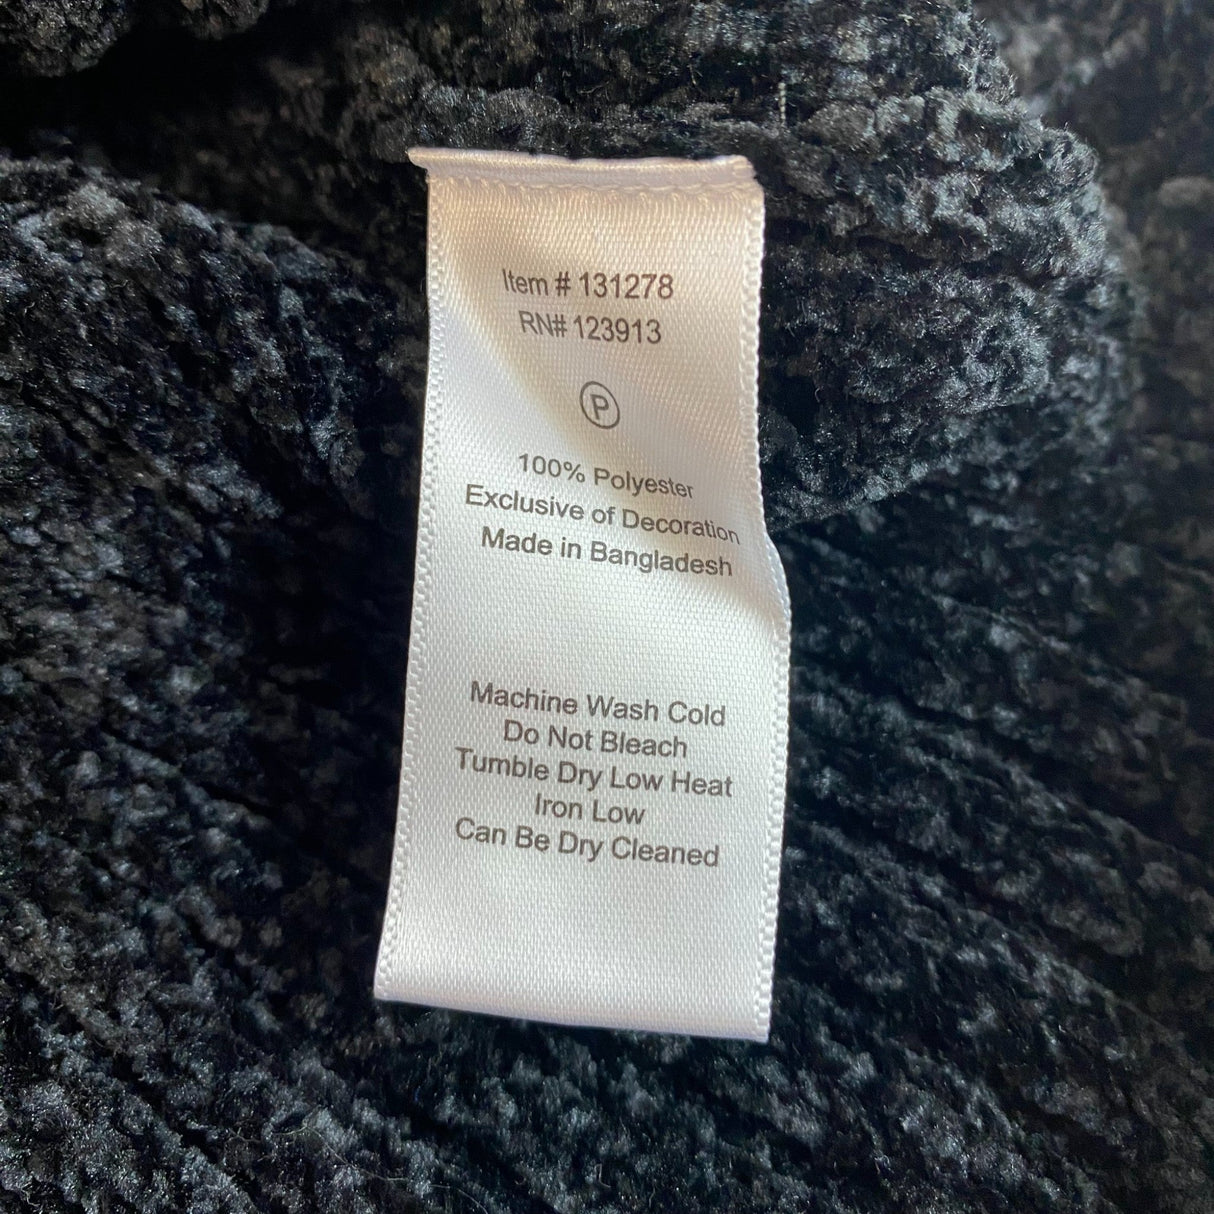 Item # 131278
RN# 123913
P
100% Polyester
Exclusive of Decoration
Made in Bangladesh
Machine Wash Cold
Do Not Bleach
Tumble Dry Low Heat
Iron Low
Can Be Dry Cleaned